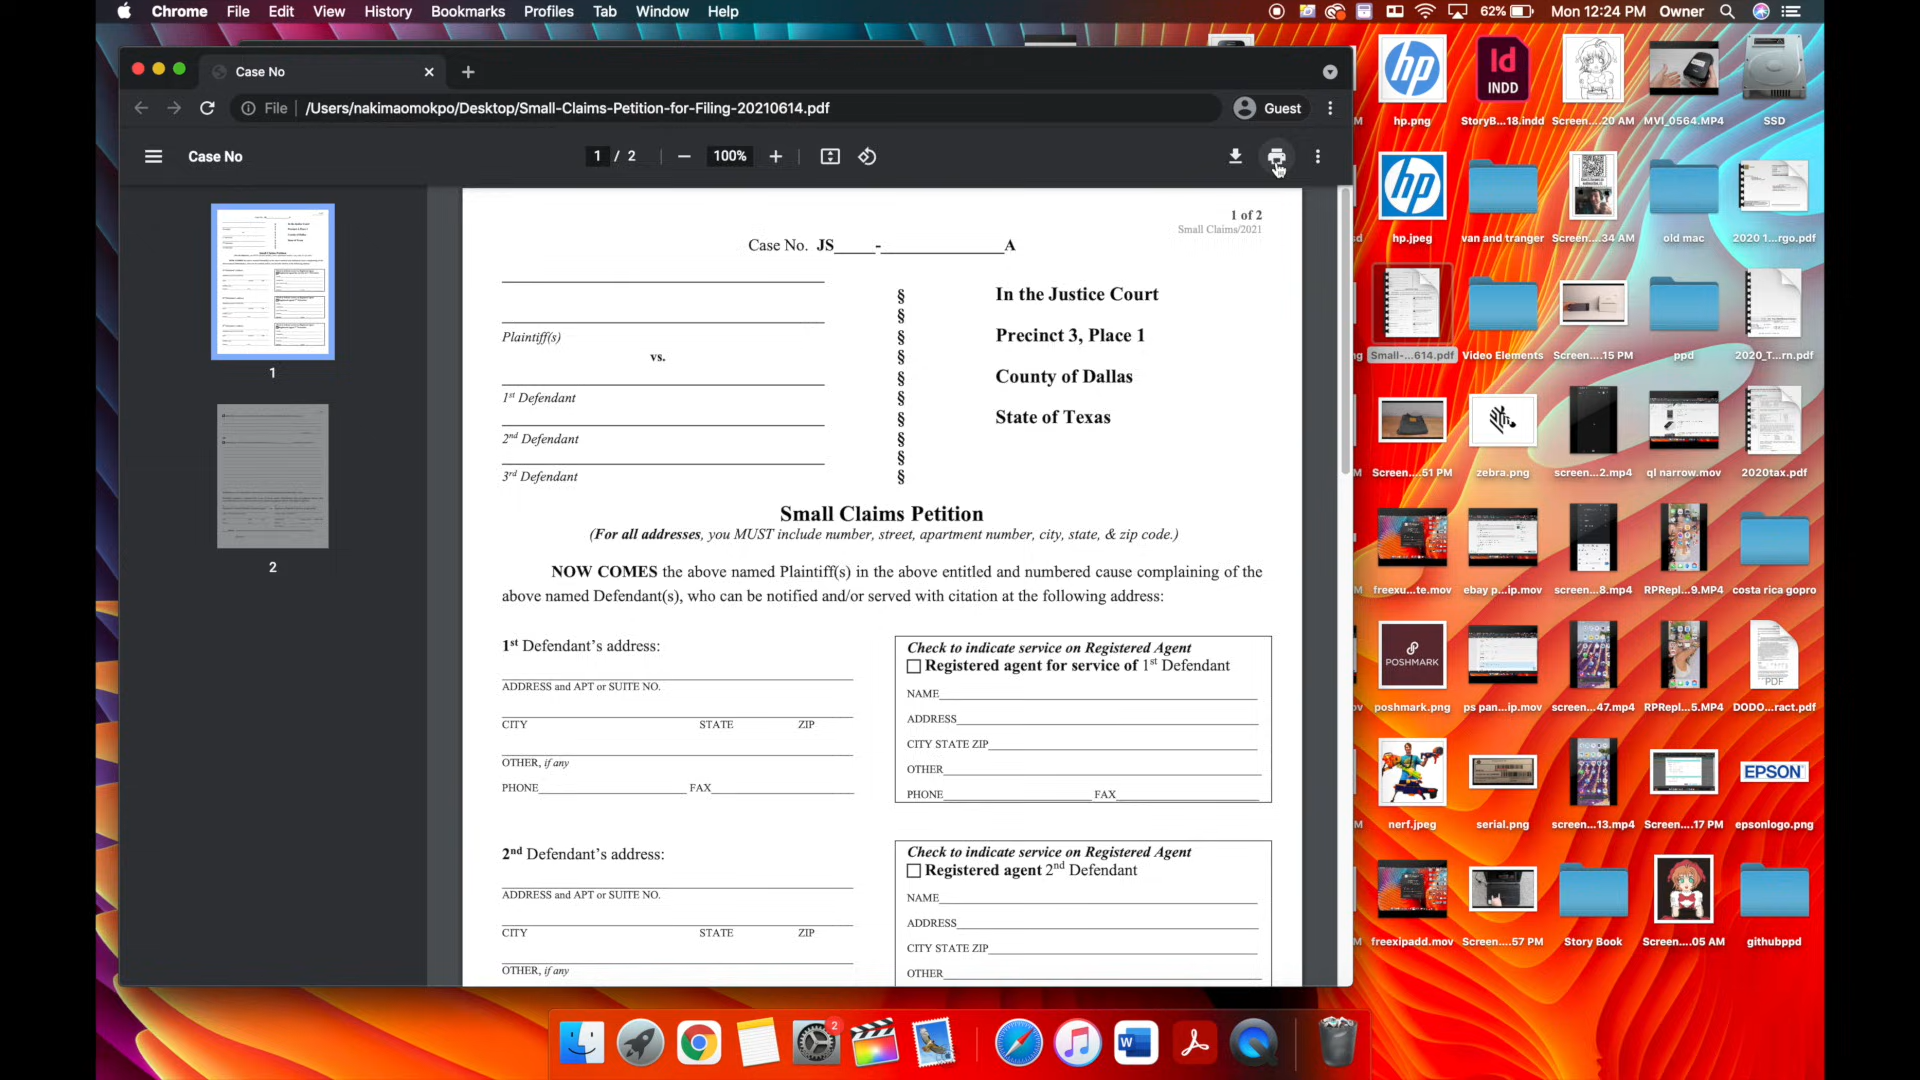 Chrome File Edit View History Bookmarks Profiles Tab Window Help
62% Mon 12:24 PM Owner
Case No
File /Users/nakimaomokpo/Desktop/Small-Claims-Petition-for-Filing-20210614.pdf
Guest
Case No
1 / 2
100%
1
2
1 of 2
Small Claims/2021
Case No. JS_____-_______________A
Plaintiff(s)
vs.
1st Defendant
2nd Defendant
3rd Defendant
§
§
§
§
§
§
§
§
§
§
In the Justice Court
Precinct 3, Place 1
County of Dallas
State of Texas
Small Claims Petition
(For all addresses, you MUST include number, street, apartment number, city, state, & zip code.)
NOW COMES the above named Plaintiff(s) in the above entitled and numbered cause complaining of the
above named Defendant(s), who can be notified and/or served with citation at the following address:
1st Defendant's address:
ADDRESS and APT or SUITE NO.
CITY STATE ZIP
OTHER, if any
PHONE FAX
Check to indicate service on Registered Agent
Registered agent for service of 1st Defendant
NAME
ADDRESS
CITY STATE ZIP
OTHER
PHONE FAX
2nd Defendant's address:
ADDRESS and APT or SUITE NO.
CITY STATE ZIP
OTHER, if any
Check to indicate service on Registered Agent
Registered agent 2nd Defendant
NAME
ADDRESS
CITY STATE ZIP
OTHER
hp
Id
INDD
hp.png StoryB...18.indd Screen....20 AM MVI_0564.MP4 SSD
hp
hp.jpeg van and tranger Screen....34 AM old mac 2020 1...rgo.pdf
Small-...614.pdf Video Elements Screen....15 PM ppd 2020_T...rn.pdf
Screen....51 PM zebra.png screen...2.mp4 ql narrow.mov 2020tax.pdf
freexu...te.mov ebay p...ip.mov screen...8.mp4 RPRepl...9.MP4 costa rica gopro
POSHMARK
PDF
poshmark.png ps pan...ip.mov screen...47.mp4 RPRepl...5.MP4 DODO...ract.pdf
EPSON
nerf.jpeg serial.png screen...13.mp4 Screen....17 PM epsonlogo.png
freexipadd.mov Screen....57 PM Story Book Screen....05 AM githubppd
2
W